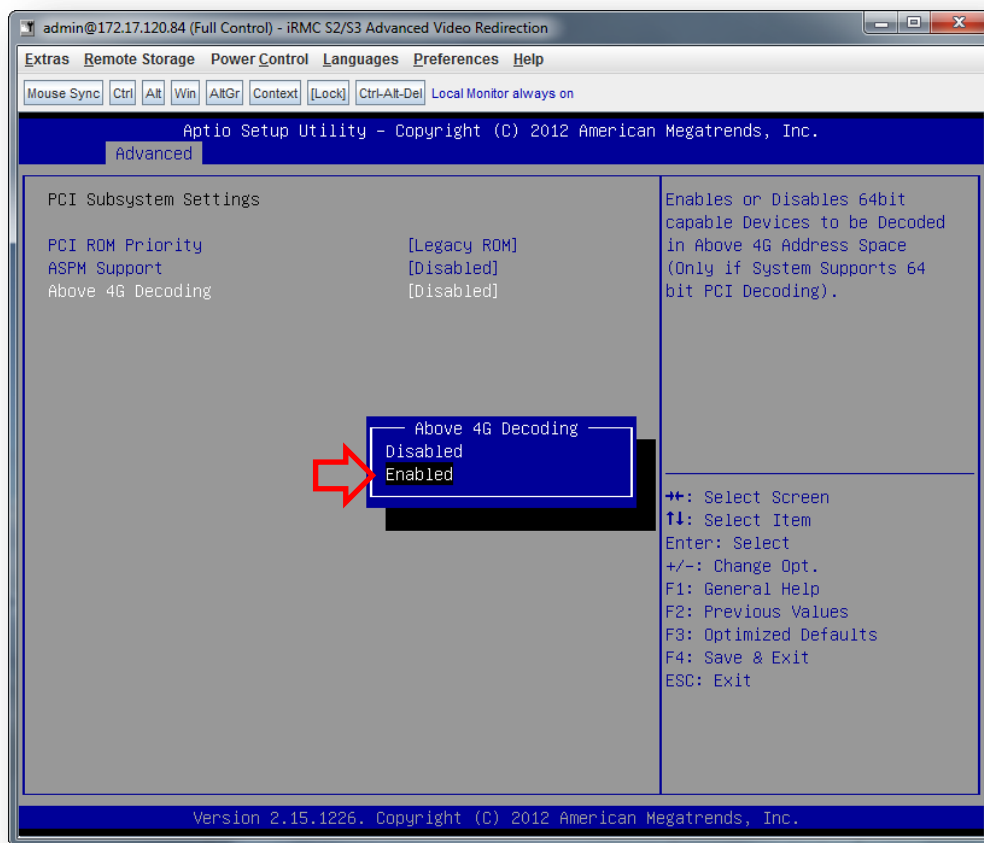 admin@172.17.120.84 (Full Control) - iRMC S2/S3 Advanced Video Redirection
Extras Remote Storage Power Control Languages Preferences Help
Mouse Sync Ctrl Alt Win AltGr Context [Lock] Ctrl-Alt-Del Local Monitor always on
Aptio Setup Utility – Copyright (C) 2012 American Megatrends, Inc.
Advanced
PCI Subsystem Settings
PCI ROM Priority [Legacy ROM]
ASPM Support [Disabled]
Above 4G Decoding [Disabled]
Above 4G Decoding
Disabled
Enabled
Enables or Disables 64bit
capable Devices to be Decoded
in Above 4G Address Space
(Only if System Supports 64
bit PCI Decoding).
→←: Select Screen
↑↓: Select Item
Enter: Select
+/-: Change Opt.
F1: General Help
F2: Previous Values
F3: Optimized Defaults
F4: Save & Exit
ESC: Exit
Version 2.15.1226. Copyright (C) 2012 American Megatrends, Inc.